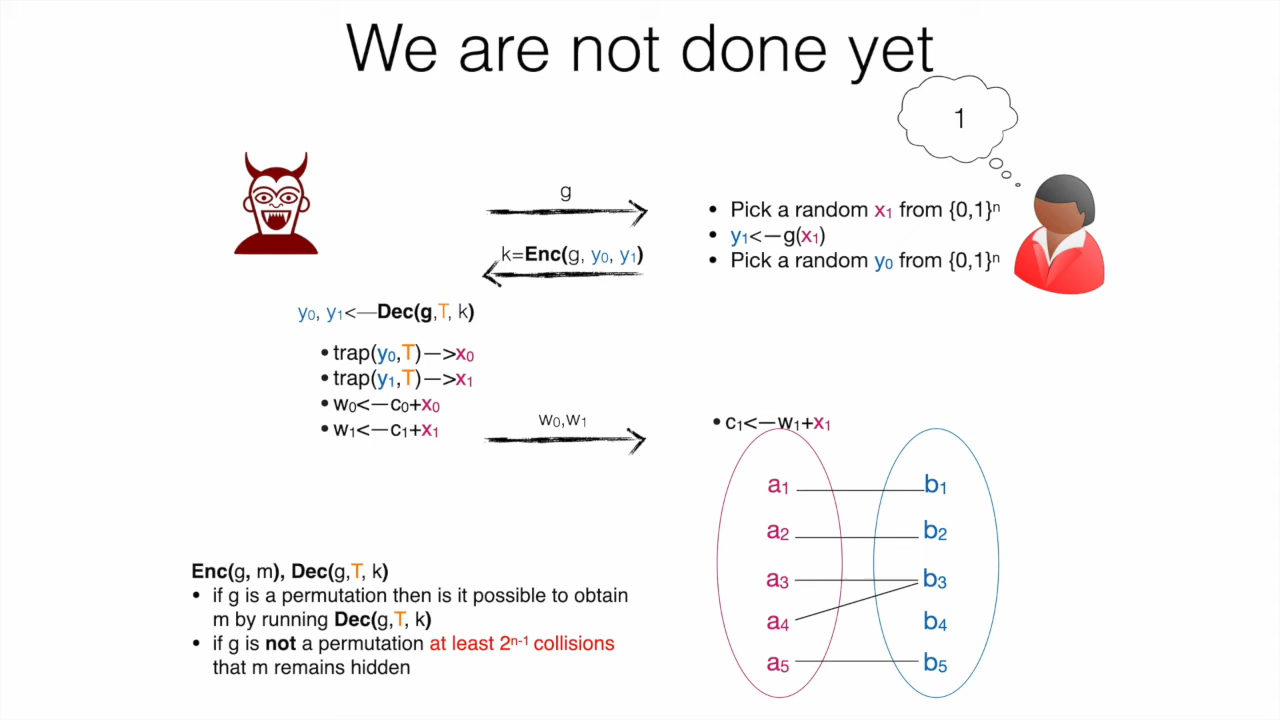 We are not done yet
1
g
• Pick a random x₁ from {0,1}ⁿ
• y₁<—g(x₁)
• Pick a random y₀ from {0,1}ⁿ
k=Enc(g, y₀, y₁)
y₀, y₁<—Dec(g,T, k)
• trap(y₀,T)—>x₀
• trap(y₁,T)—>x₁
• w₀<—c₀+x₀
• w₁<—c₁+x₁
w₀,w₁
• c₁<—w₁+x₁
a₁ b₁
a₂ b₂
a₃ b₃
a₄ b₄
a₅ b₅
Enc(g, m), Dec(g,T, k)
• if g is a permutation then is it possible to obtain
m by running Dec(g,T, k)
• if g is not a permutation at least 2ⁿ⁻¹ collisions
that m remains hidden